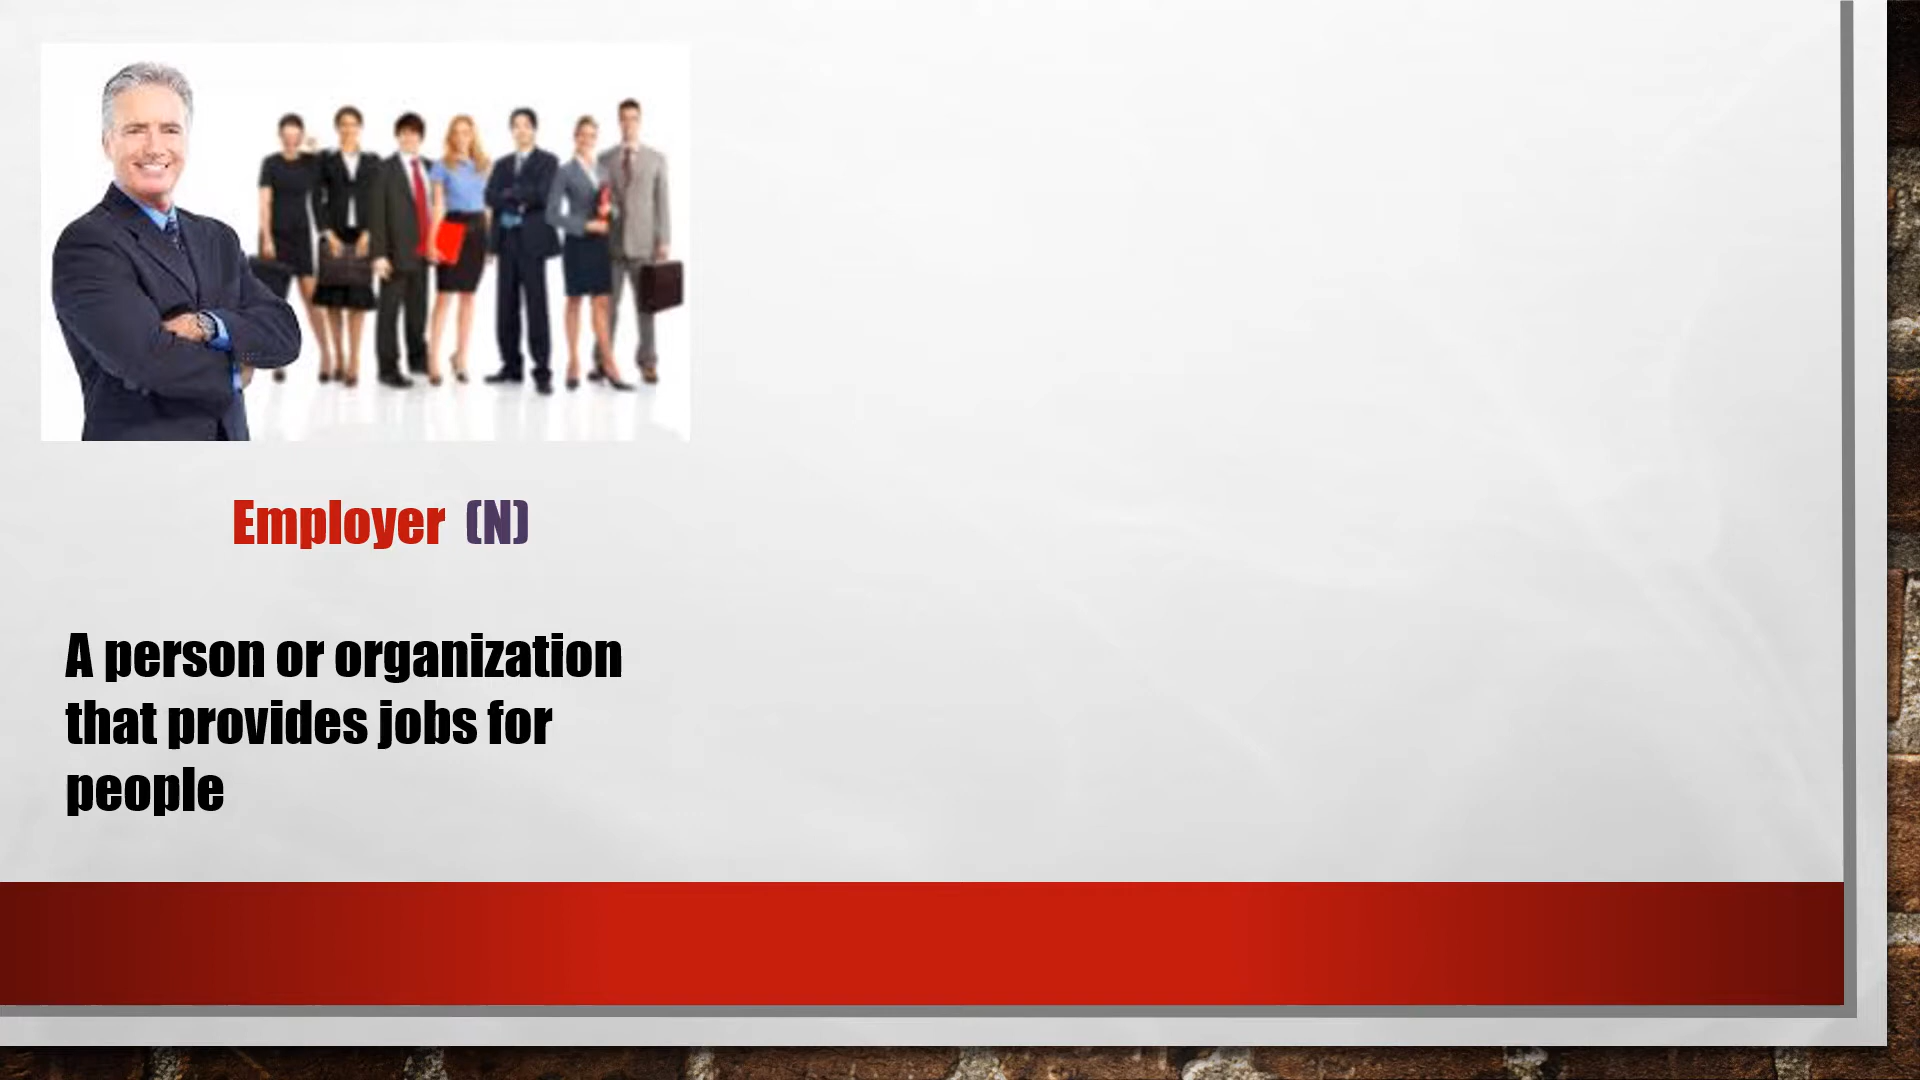 Employer (N)
A person or organization
that provides jobs for
people